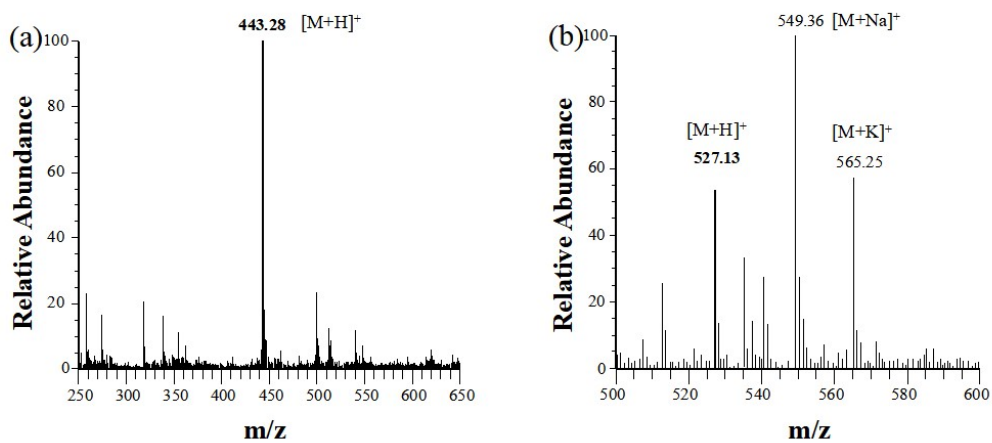 (a)
443.28 [M+H]+
100
80
60
40
20
0
Relative Abundance
250 300 350 400 450 500 550 600 650
m/z
(b)
549.36 [M+Na]+
[M+H]+
527.13
[M+K]+
565.25
100
80
60
40
20
0
Relative Abundance
500 520 540 560 580 600
m/z